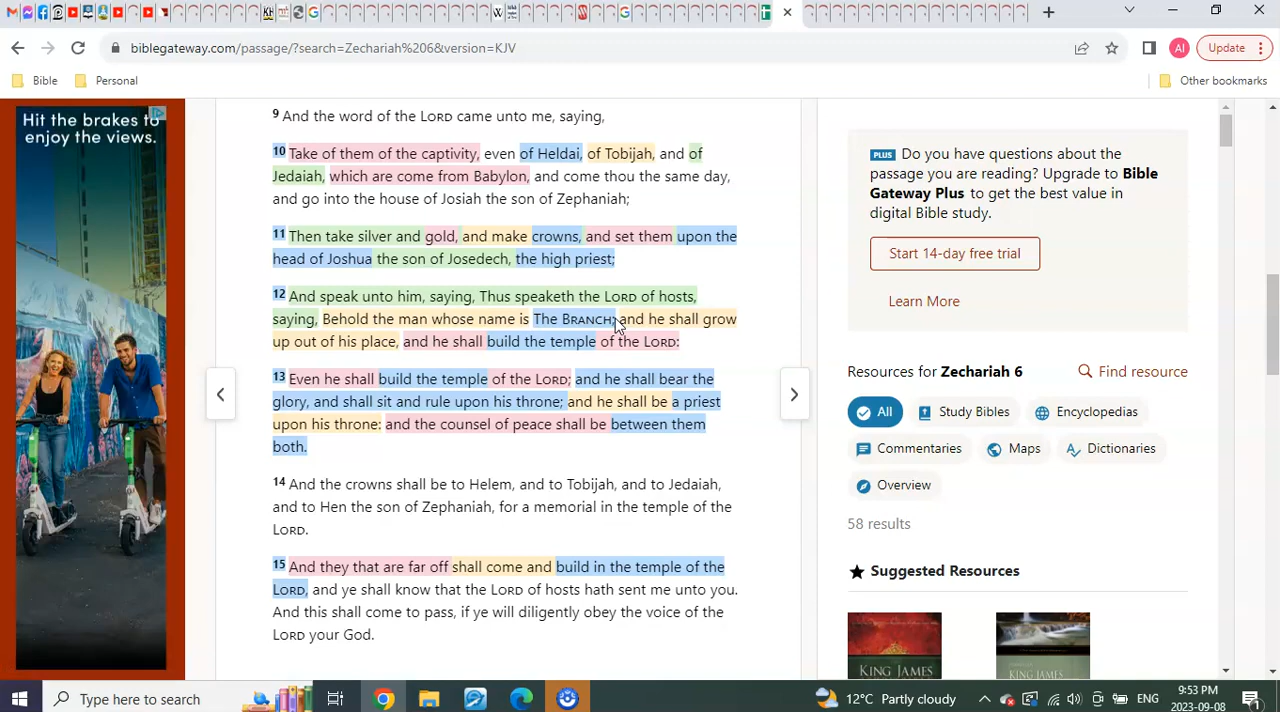 biblegateway.com/passage/?search=Zechariah%206&version=KJV
AI
Update
Bible
Personal
Other bookmarks
Hit the brakes to
enjoy the views.
9 And the word of the LORD came unto me, saying,
10 Take of them of the captivity, even of Heldai, of Tobijah, and of
Jedaiah, which are come from Babylon, and come thou the same day,
and go into the house of Josiah the son of Zephaniah;
11 Then take silver and gold, and make crowns, and set them upon the
head of Joshua the son of Josedech, the high priest;
12 And speak unto him, saying, Thus speaketh the LORD of hosts,
saying, Behold the man whose name is The BRANCH; and he shall grow
up out of his place, and he shall build the temple of the LORD:
13 Even he shall build the temple of the LORD; and he shall bear the
glory, and shall sit and rule upon his throne; and he shall be a priest
upon his throne: and the counsel of peace shall be between them
both.
14 And the crowns shall be to Helem, and to Tobijah, and to Jedaiah,
and to Hen the son of Zephaniah, for a memorial in the temple of the
LORD.
15 And they that are far off shall come and build in the temple of the
LORD, and ye shall know that the LORD of hosts hath sent me unto you.
And this shall come to pass, if ye will diligently obey the voice of the
LORD your God.
PLUS Do you have questions about the
passage you are reading? Upgrade to Bible
Gateway Plus to get the best value in
digital Bible study.
Start 14-day free trial
Learn More
Resources for Zechariah 6
Find resource
All
Study Bibles
Encyclopedias
Commentaries
Maps
Dictionaries
Overview
58 results
Suggested Resources
KING JAMES
KING JAMES
Type here to search
12°C Partly cloudy
ENG
9:53 PM
2023-09-08
1